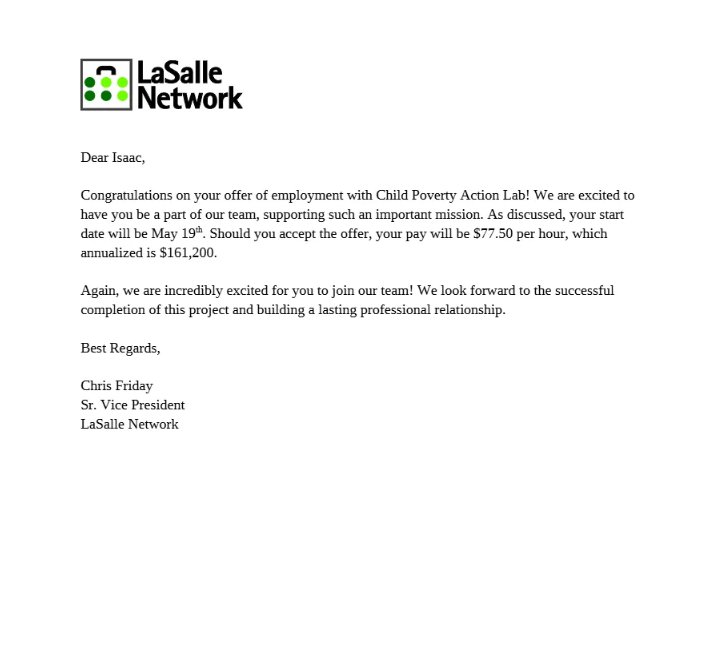 LaSalle
Network
Dear Isaac,
Congratulations on your offer of employment with Child Poverty Action Lab! We are excited to
have you be a part of our team, supporting such an important mission. As discussed, your start
date will be May 19th. Should you accept the offer, your pay will be $77.50 per hour, which
annualized is $161,200.
Again, we are incredibly excited for you to join our team! We look forward to the successful
completion of this project and building a lasting professional relationship.
Best Regards,
Chris Friday
Sr. Vice President
LaSalle Network